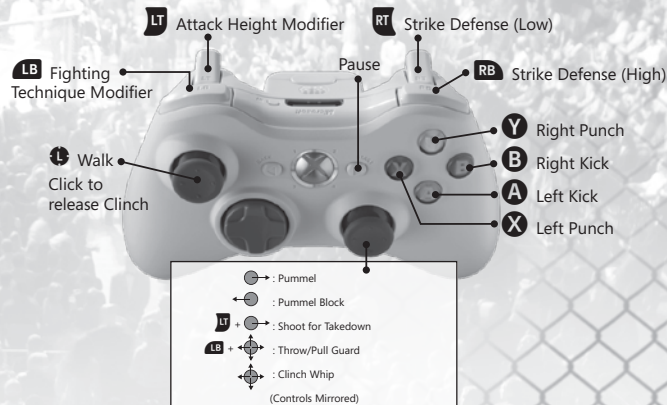 LT Attack Height Modifier
RT Strike Defense (Low)
LB Fighting
Technique Modifier
Pause
RB Strike Defense (High)
L Walk
Click to
release Clinch
Y Right Punch
B Right Kick
A Left Kick
X Left Punch
: Pummel
: Pummel Block
LT + : Shoot for Takedown
LB + : Throw/Pull Guard
: Clinch Whip
(Controls Mirrored)